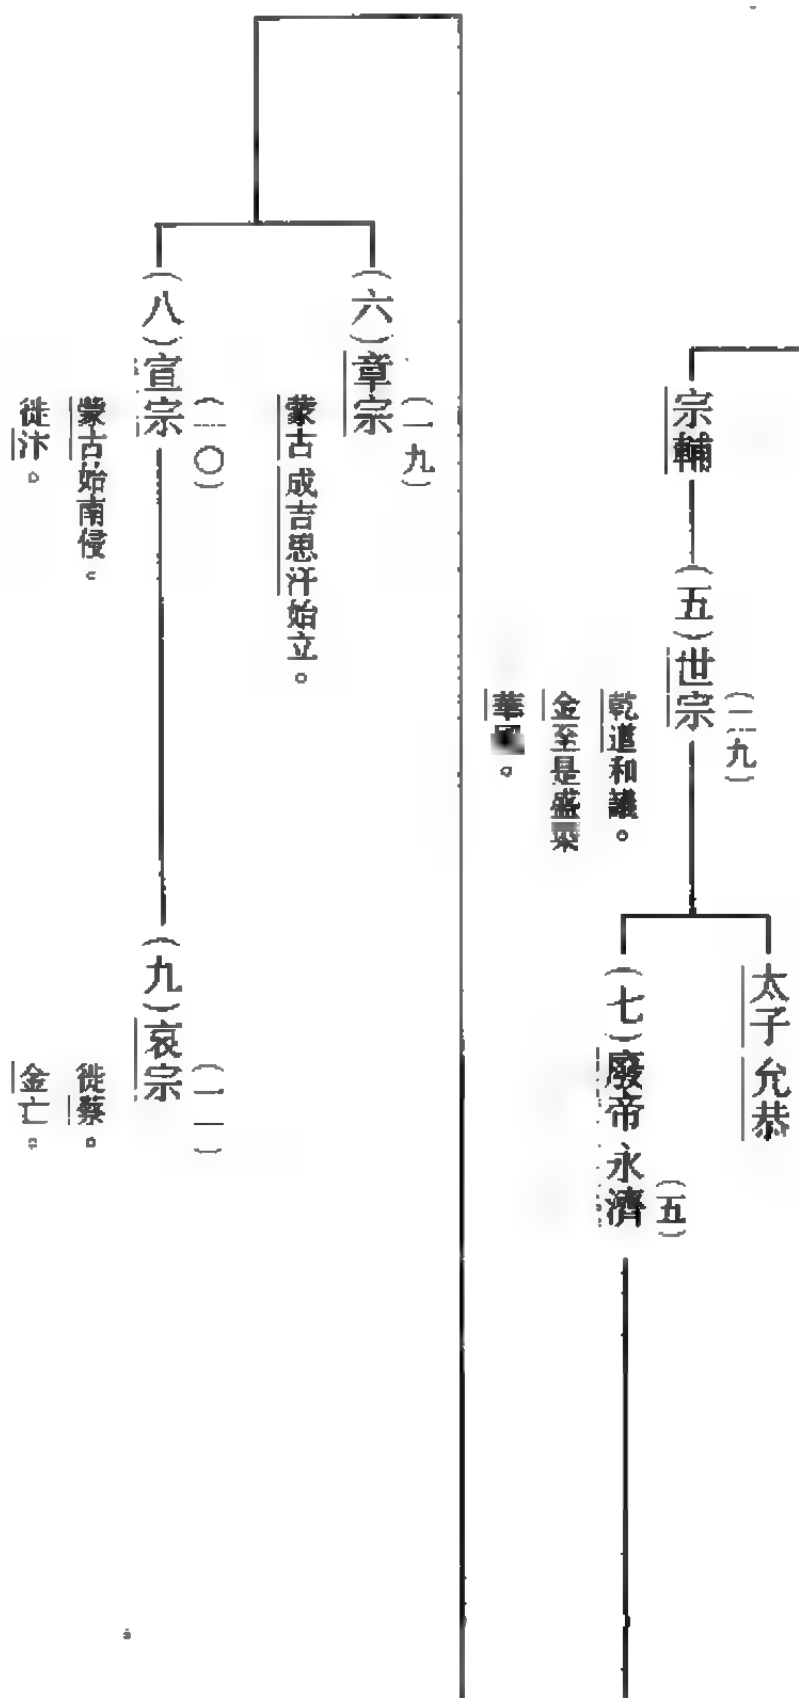 宗輔
(五)世宗
(二九)
乾道和議。
金至是盛棄
華風。
太子允恭
(七)廢帝永濟
(五)
(六)章宗
(一九)
蒙古成吉思汗始立。
(八)宣宗
(一〇)
蒙古始南侵。
徙汴。
(九)哀宗
(一一)
徙蔡。
金亡。